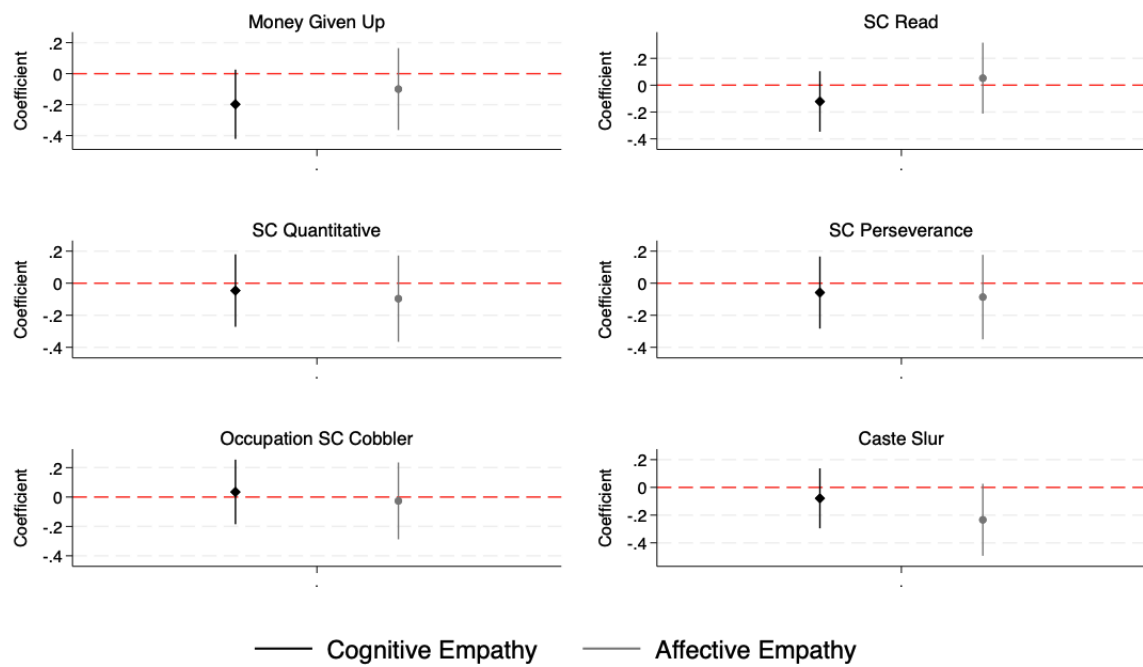 Money Given Up
Coefficient
.2
0
-.2
-.4
.
SC Read
Coefficient
.2
0
-.2
-.4
.
SC Quantitative
Coefficient
.2
0
-.2
-.4
.
SC Perseverance
Coefficient
.2
0
-.2
-.4
.
Occupation SC Cobbler
Coefficient
.2
0
-.2
-.4
.
Caste Slur
Coefficient
.2
0
-.2
-.4
.
Cognitive Empathy Affective Empathy